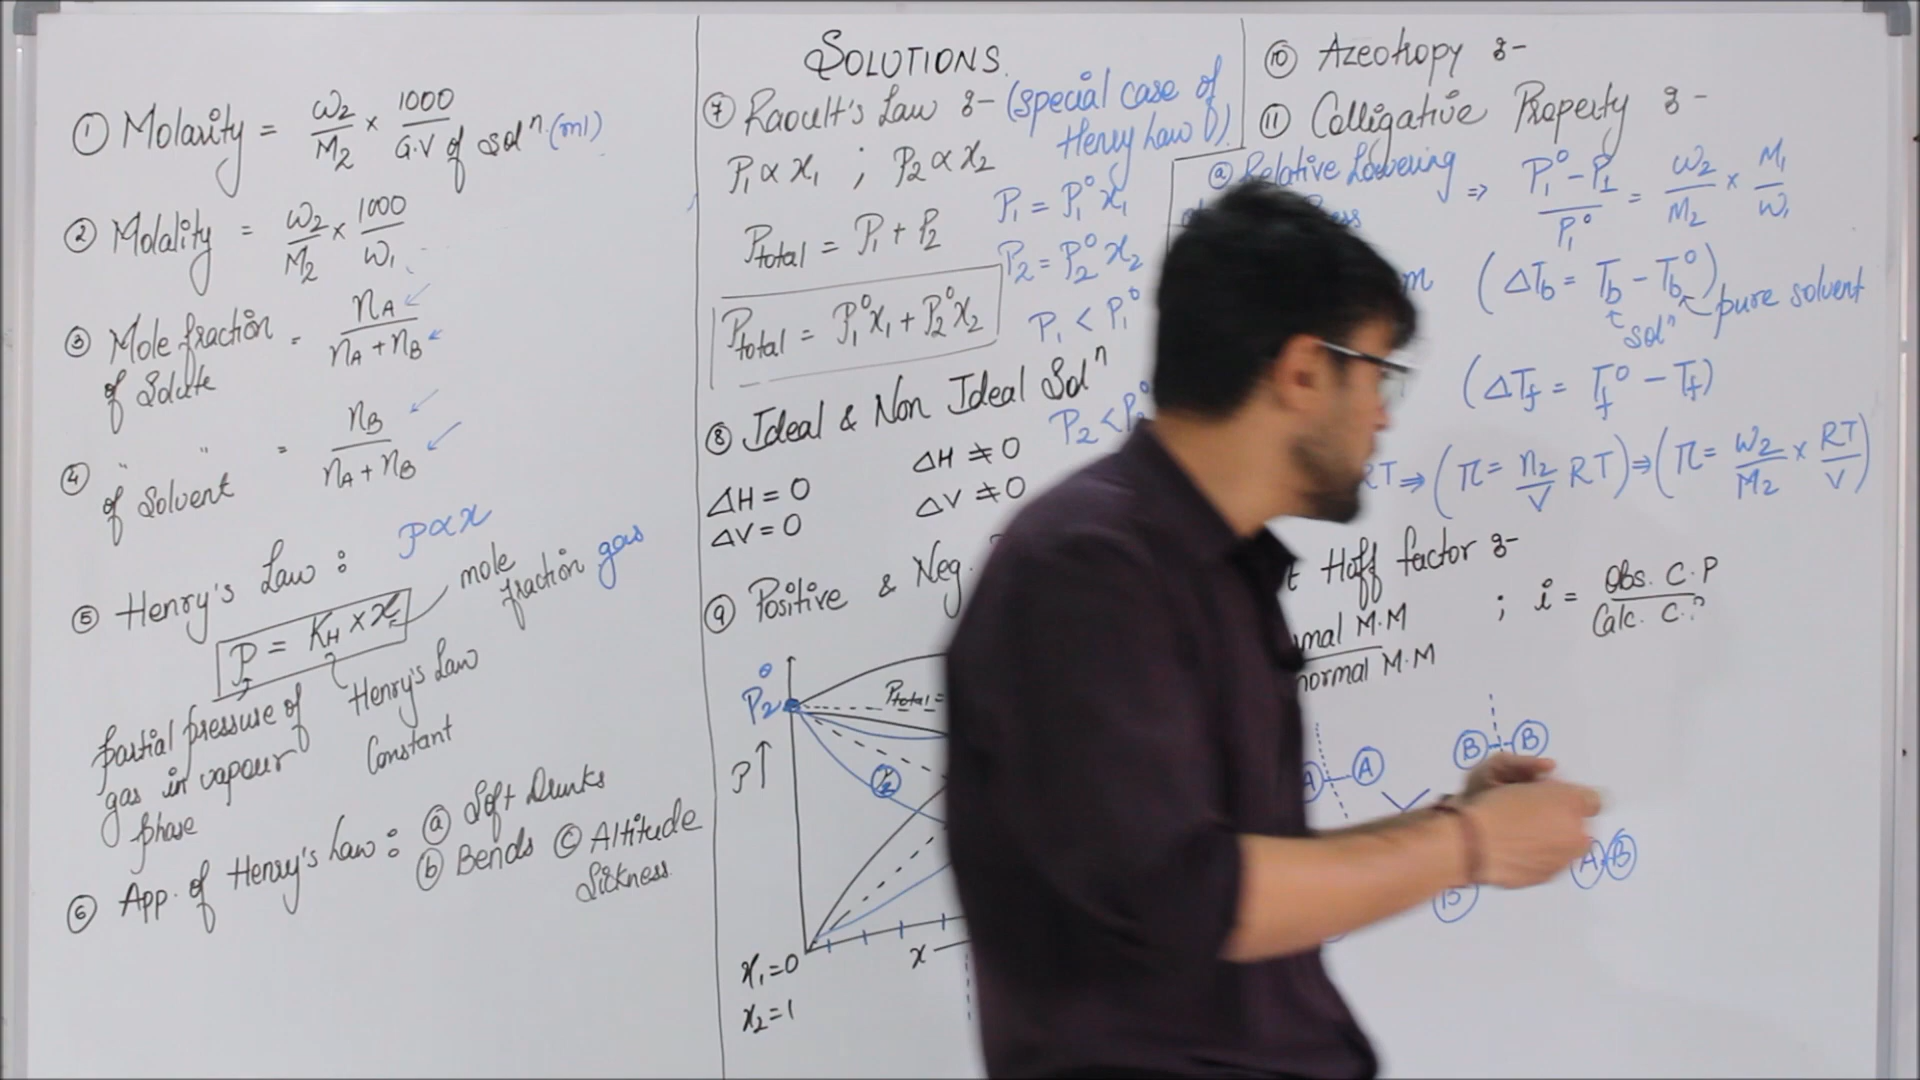 SOLUTIONS
① Molarity = w2/M2 × 1000/G.V of solⁿ (ml)
② Molality = w2/M2 × 1000/w1
③ Mole fraction of Solute = nA/nA + nB
④ " " of Solvent = nB/nA + nB
⑤ Henry's Law : P ∝ x
P = KH × x
mole fraction gas
partial pressure of gas in vapour phase
Henry's Law Constant
⑥ App. of Henry's Law : ⓐ Soft Drunks
ⓑ Bends ⓒ Altitude Sickness
⑦ Raoult's Law :- (special case of Henry Law)
P1 ∝ x1 ; P2 ∝ x2
P1 = P1° x1
Ptotal = P1 + P2
P2 = P2° x2
Ptotal = P1° x1 + P2° x2
P1 < P1°
⑧ Ideal & Non Ideal Solⁿ
P2 < P2°
ΔH = 0
ΔV = 0
ΔH ≠ 0
ΔV ≠ 0
⑨ Positive & Neg.
P2°
Ptotal =
P ↑
2
x
x1 = 0
x2 = 1
⑩ Azeotropy :-
⑪ Colligative Property :-
ⓐ Relative Lowering
⇒ P1° - P1/P1° = w2/M2 × M1/w1
(ΔTb = Tb - Tb°)
solⁿ pure solvent
(ΔTf = Tf° - Tf)
RT ⇒ (π = n2/V RT) ⇒ (π = w2/M2 × RT/V)
t Hoff factor :-
mal M.M
normal M.M
; i = Obs. C.P/Calc. C.P
A A B B
B A B